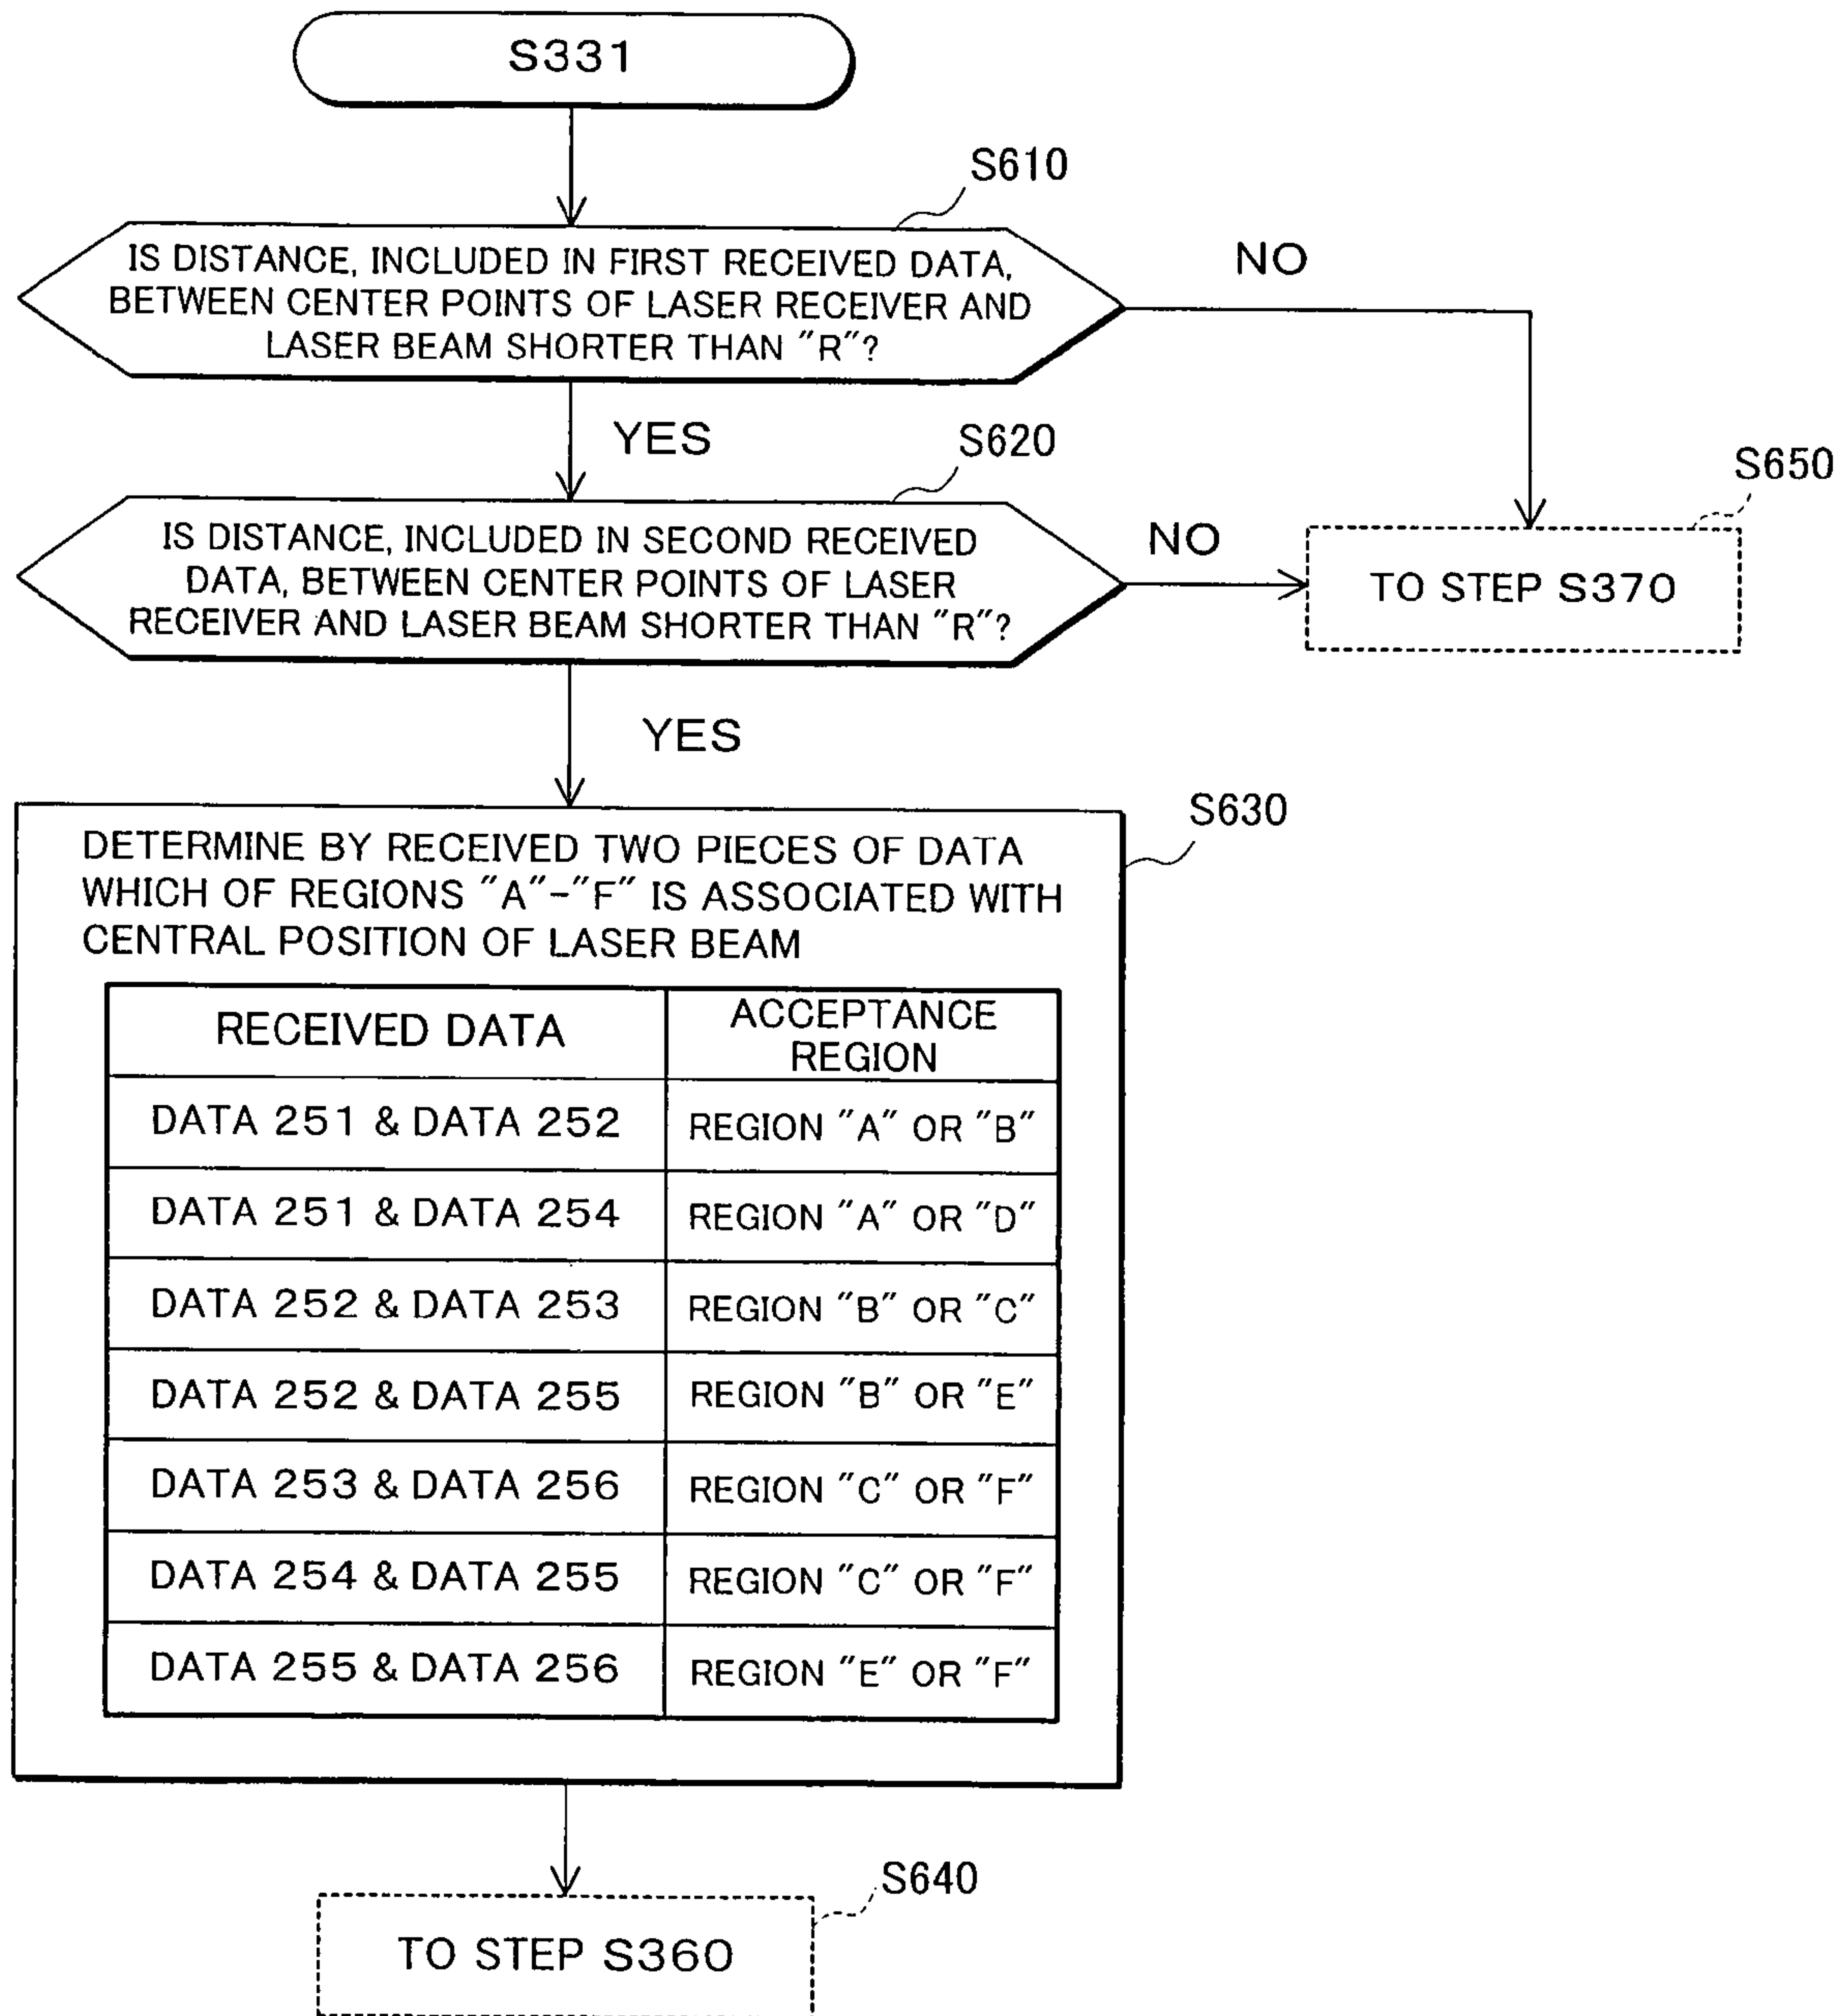 S331
S610
IS DISTANCE, INCLUDED IN FIRST RECEIVED DATA,
BETWEEN CENTER POINTS OF LASER RECEIVER AND
LASER BEAM SHORTER THAN "R"?
NO
YES
S620
S650
IS DISTANCE, INCLUDED IN SECOND RECEIVED
DATA, BETWEEN CENTER POINTS OF LASER
RECEIVER AND LASER BEAM SHORTER THAN "R"?
NO
TO STEP S370
YES
S630
DETERMINE BY RECEIVED TWO PIECES OF DATA
WHICH OF REGIONS "A"-"F" IS ASSOCIATED WITH
CENTRAL POSITION OF LASER BEAM
RECEIVED DATA
ACCEPTANCE
REGION
DATA 251 & DATA 252 REGION "A" OR "B"
DATA 251 & DATA 254 REGION "A" OR "D"
DATA 252 & DATA 253 REGION "B" OR "C"
DATA 252 & DATA 255 REGION "B" OR "E"
DATA 253 & DATA 256 REGION "C" OR "F"
DATA 254 & DATA 255 REGION "C" OR "F"
DATA 255 & DATA 256 REGION "E" OR "F"
S640
TO STEP S360